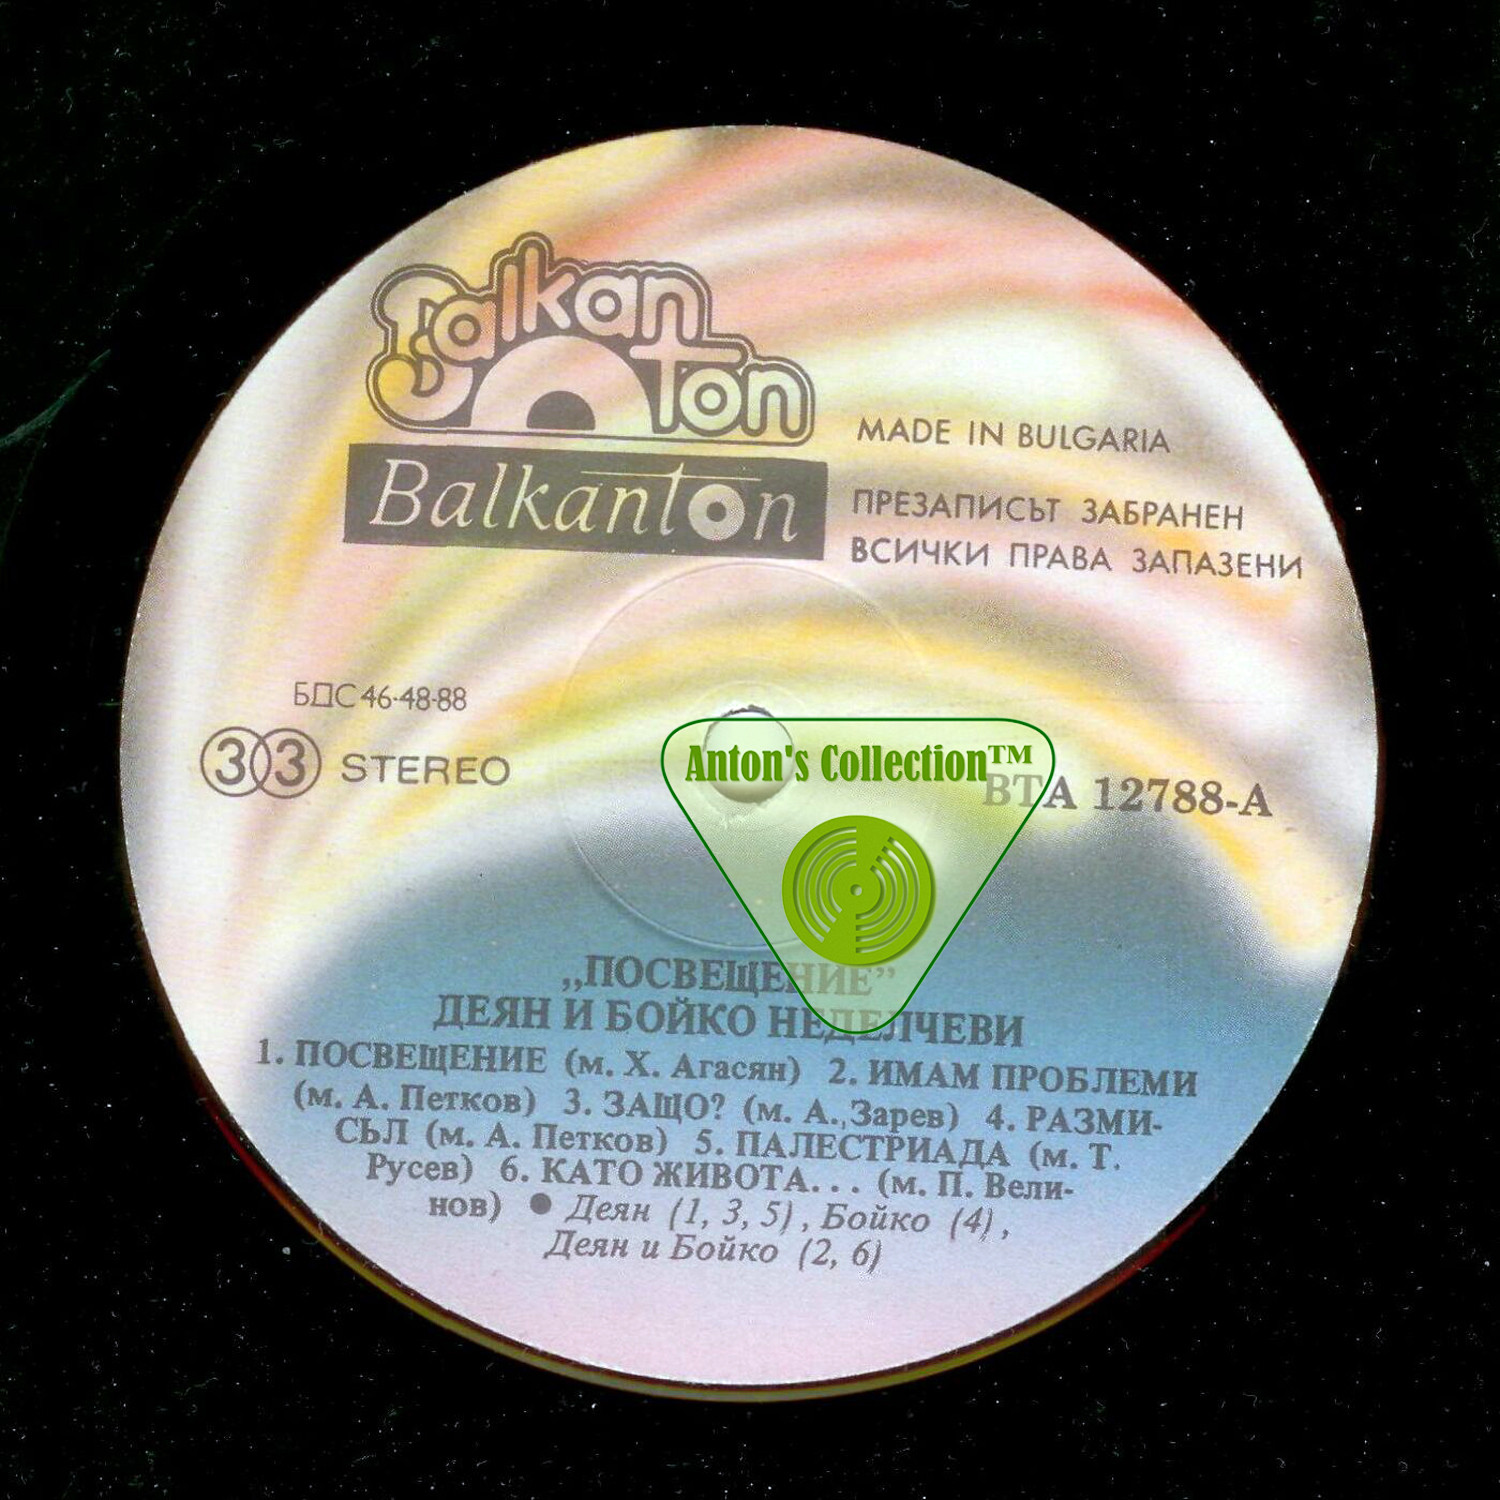 Balkan
ton
Balkanton
MADE IN BULGARIA
ПРЕЗАПИСЪТ ЗАБРАНЕН
ВСИЧКИ ПРАВА ЗАПАЗЕНИ
БДС 46-48-88
33 STEREO
Anton's Collection™
ВТА 12788-А
„ПОСВЕЩЕНИЕ”
ДЕЯН И БОЙКО НЕДЕЛЧЕВИ
1. ПОСВЕЩЕНИЕ (м. Х. Агасян) 2. ИМАМ ПРОБЛЕМИ
(м. А. Петков) 3. ЗАЩО? (м. А. Зарев) 4. РАЗМИ-
СЪЛ (м. А. Петков) 5. ПАЛЕСТРИАДА (м. Т.
Русев) 6. КАТО ЖИВОТА... (м. П. Вели-
нов) ● Деян (1, 3, 5), Бойко (4),
Деян и Бойко (2, 6)